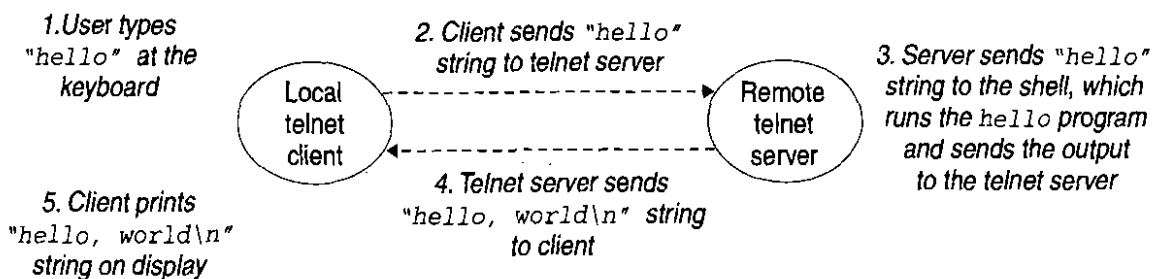 1.User types
"hello" at the
keyboard
2. Client sends "hello"
string to telnet server
3. Server sends "hello"
string to the shell, which
runs the hello program
and sends the output
to the telnet server
Local
telnet
client
Remote
telnet
server
4. Telnet server sends
"hello, world\n" string
to client
5. Client prints
"hello, world\n"
string on display